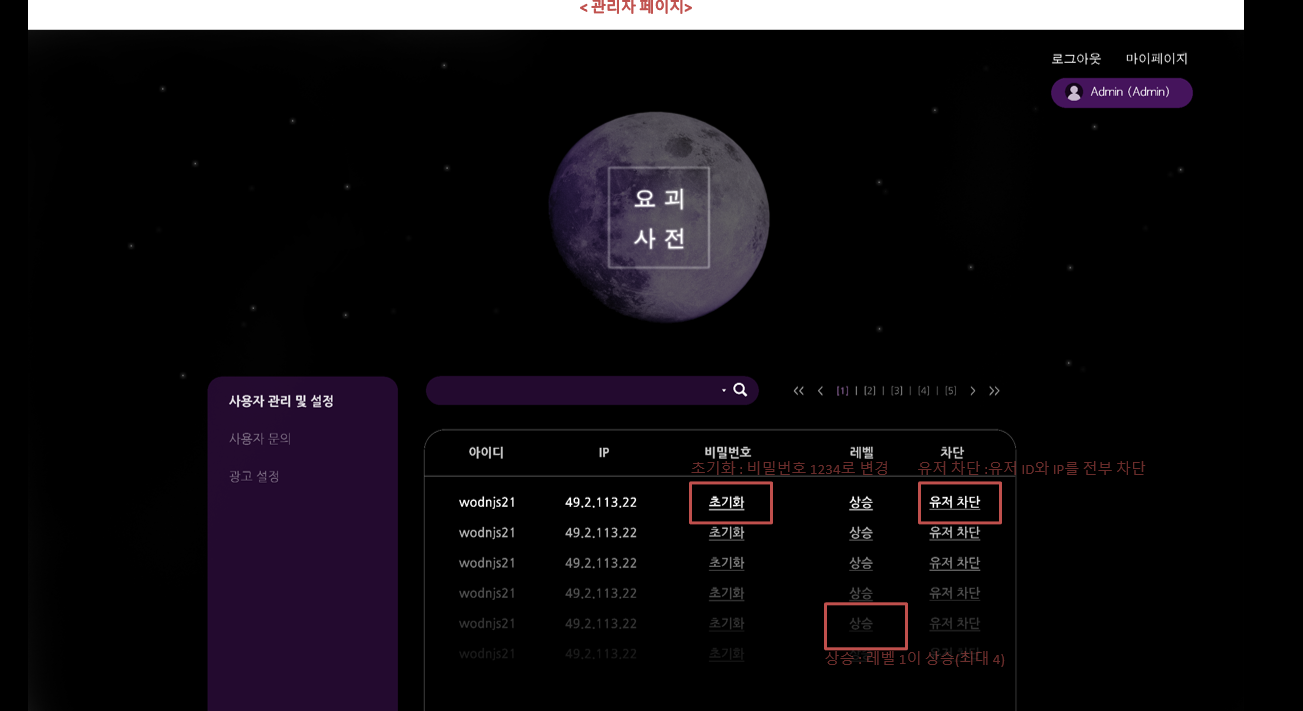 < 관리자 페이지>
로그아웃 마이페이지
Admin (Admin)
요 괴
사 전
사용자 관리 및 설정
사용자 문의
광고 설정
« < [1] | [2] | [3] | [4] | [5] > »
아이디 IP 비밀번호 레벨 차단
초기화 : 비밀번호 1234로 변경 유저 차단 :유저 ID와 IP를 전부 차단
wodnjs21 49.2.113.22 초기화 상승 유저 차단
wodnjs21 49.2.113.22 초기화 상승 유저 차단
wodnjs21 49.2.113.22 초기화 상승 유저 차단
wodnjs21 49.2.113.22 초기화 상승 유저 차단
wodnjs21 49.2.113.22 초기화 상승 유저 차단
wodnjs21 49.2.113.22 초기화 상승 유저 차단
상승 : 레벨 1이 상승(최대 4)